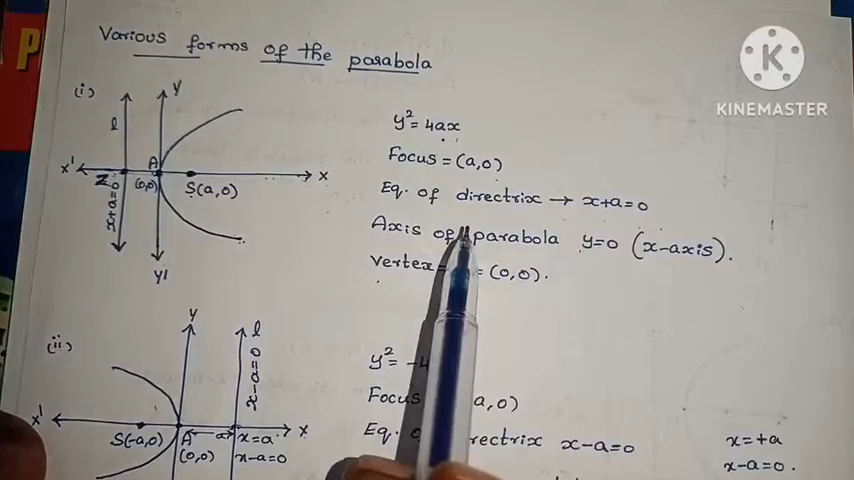 Various forms of the parabola
K
KINEMASTER
(i)
Y
l
X'
Z
A
(0,0)
S(a,0)
X
x+a=0
Y'
y² = 4ax
Focus = (a,0)
Eq. of directrix → x+a=0
Axis of parabola y=0 (x-axis).
Vertex = = (0,0).
(ii)
Y
l
x-a=0
X'
S(-a,0)
A
(0,0)
a
x=a
x-a=0
X
y² = -4
Focus a,0)
Eq. o rectrix x-a=0
x=+a
x-a=0.